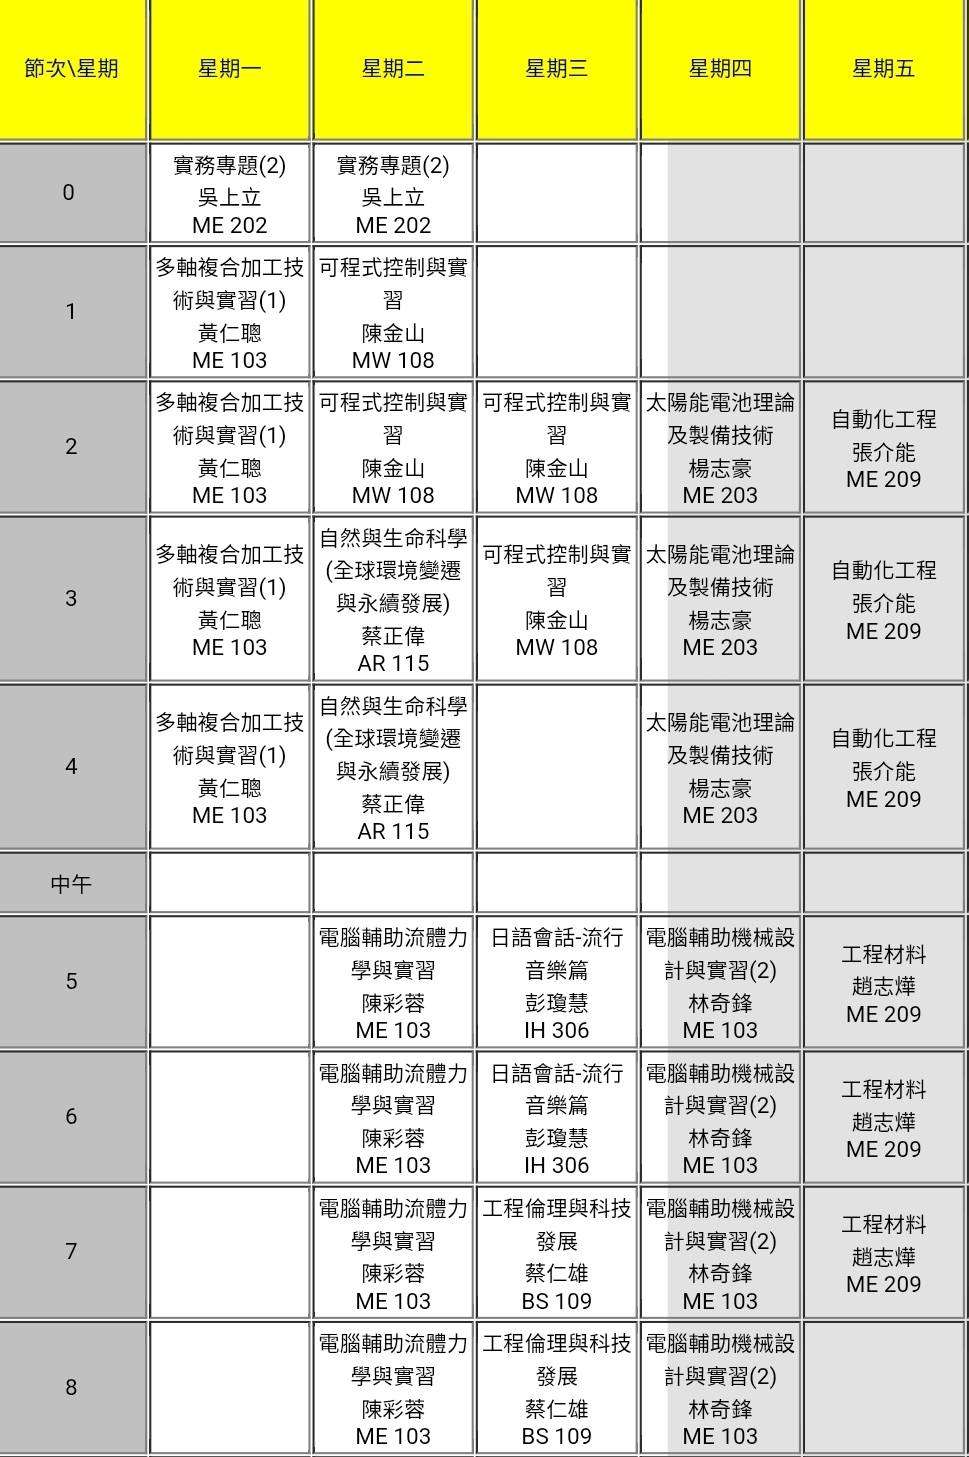 節次\星期
星期一
星期二
星期三
星期四
星期五
0
實務專題(2)
吳上立
ME 202
實務專題(2)
吳上立
ME 202
1
多軸複合加工技
術與實習(1)
黃仁聰
ME 103
可程式控制與實
習
陳金山
MW 108
2
多軸複合加工技
術與實習(1)
黃仁聰
ME 103
可程式控制與實
習
陳金山
MW 108
可程式控制與實
習
陳金山
MW 108
太陽能電池理論
及製備技術
楊志豪
ME 203
自動化工程
張介能
ME 209
3
多軸複合加工技
術與實習(1)
黃仁聰
ME 103
自然與生命科學
(全球環境變遷
與永續發展)
蔡正偉
AR 115
可程式控制與實
習
陳金山
MW 108
太陽能電池理論
及製備技術
楊志豪
ME 203
自動化工程
張介能
ME 209
4
多軸複合加工技
術與實習(1)
黃仁聰
ME 103
自然與生命科學
(全球環境變遷
與永續發展)
蔡正偉
AR 115
太陽能電池理論
及製備技術
楊志豪
ME 203
自動化工程
張介能
ME 209
中午
5
電腦輔助流體力
學與實習
陳彩蓉
ME 103
日語會話-流行
音樂篇
彭瓊慧
IH 306
電腦輔助機械設
計與實習(2)
林奇鋒
ME 103
工程材料
趙志燁
ME 209
6
電腦輔助流體力
學與實習
陳彩蓉
ME 103
日語會話-流行
音樂篇
彭瓊慧
IH 306
電腦輔助機械設
計與實習(2)
林奇鋒
ME 103
工程材料
趙志燁
ME 209
7
電腦輔助流體力
學與實習
陳彩蓉
ME 103
工程倫理與科技
發展
蔡仁雄
BS 109
電腦輔助機械設
計與實習(2)
林奇鋒
ME 103
工程材料
趙志燁
ME 209
8
電腦輔助流體力
學與實習
陳彩蓉
ME 103
工程倫理與科技
發展
蔡仁雄
BS 109
電腦輔助機械設
計與實習(2)
林奇鋒
ME 103